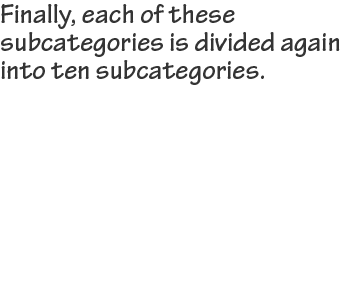 Finally, each of these
subcategories is divided again
into ten subcategories.